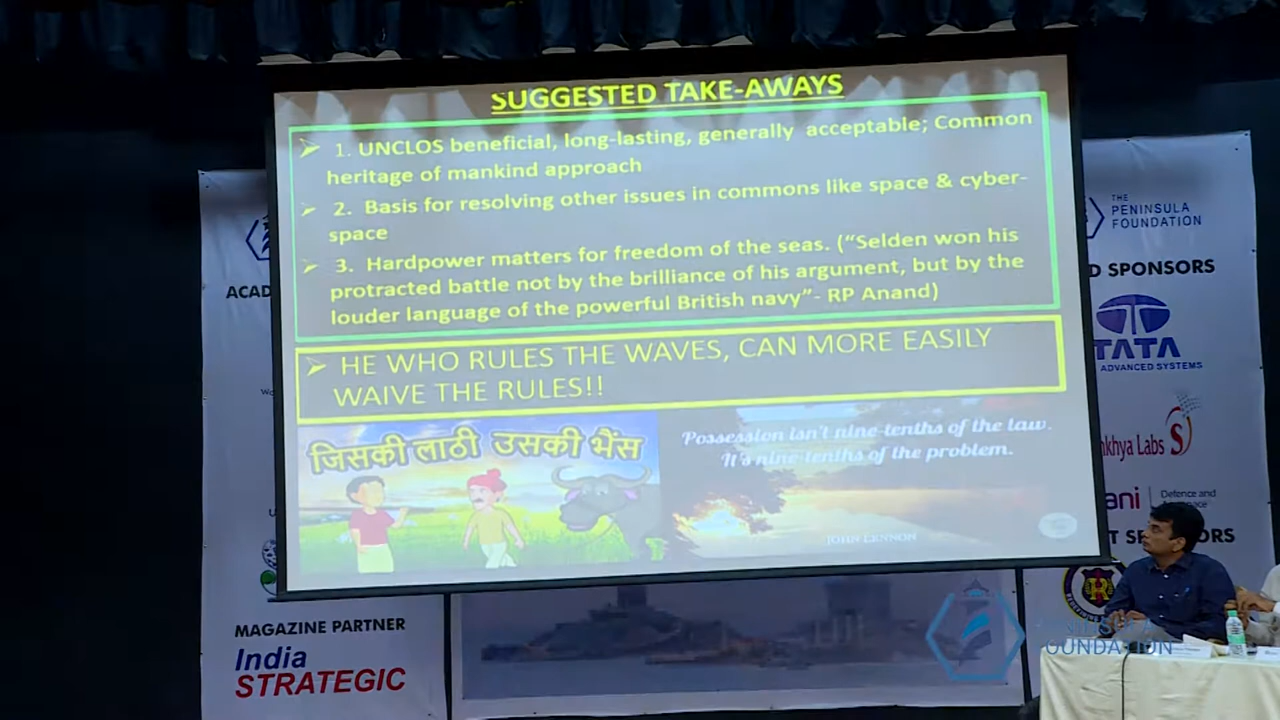 SUGGESTED TAKE-AWAYS
➢ 1. UNCLOS beneficial, long-lasting, generally acceptable; Common
heritage of mankind approach
➢ 2. Basis for resolving other issues in commons like space & cyber-
space
➢ 3. Hardpower matters for freedom of the seas. (“Selden won his
protracted battle not by the brilliance of his argument, but by the
louder language of the powerful British navy”- RP Anand)
➢ HE WHO RULES THE WAVES, CAN MORE EASILY
WAIVE THE RULES!!
जिसकी लाठी उसकी भैंस
Possession isn't nine-tenths of the law.
It's nine-tenths of the problem.
JOHN LENNON
ACAD
MAGAZINE PARTNER
India
STRATEGIC
THE
PENINSULA
FOUNDATION
D SPONSORS
TATA
ADVANCED SYSTEMS
khya Labs
ani
Defence and
OUNDATION